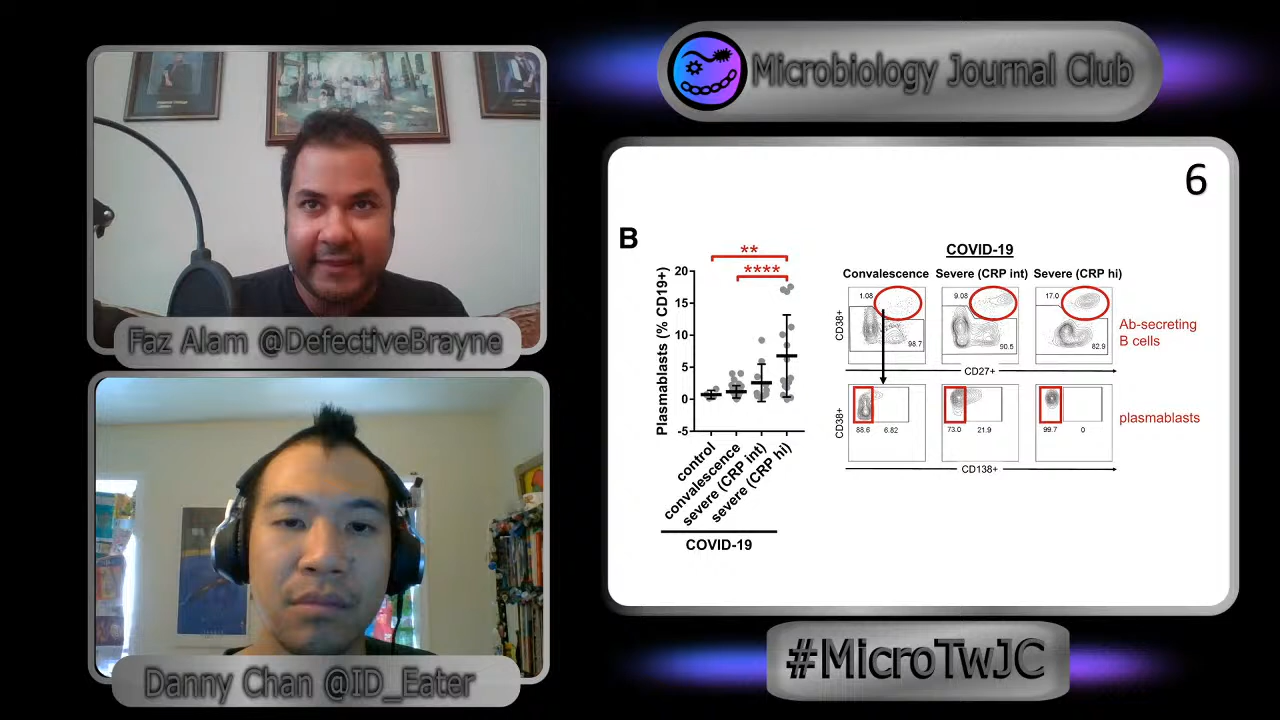 Microbiology Journal Club
Faz Alam @DefectiveBrayne
Danny Chan @ID_Eater
6
B
**
****
Plasmablasts (% CD19+)
20
15
10
5
0
-5
control
convalescence
severe (CRP int)
severe (CRP hi)
COVID-19
COVID-19
Convalescence
Severe (CRP int)
Severe (CRP hi)
1.08
9.08
17.0
CD38+
98.7
90.5
82.9
Ab-secreting
B cells
CD27+
CD38+
88.6
6.82
73.0
21.9
99.7
0
plasmablasts
CD138+
#MicroTwJC